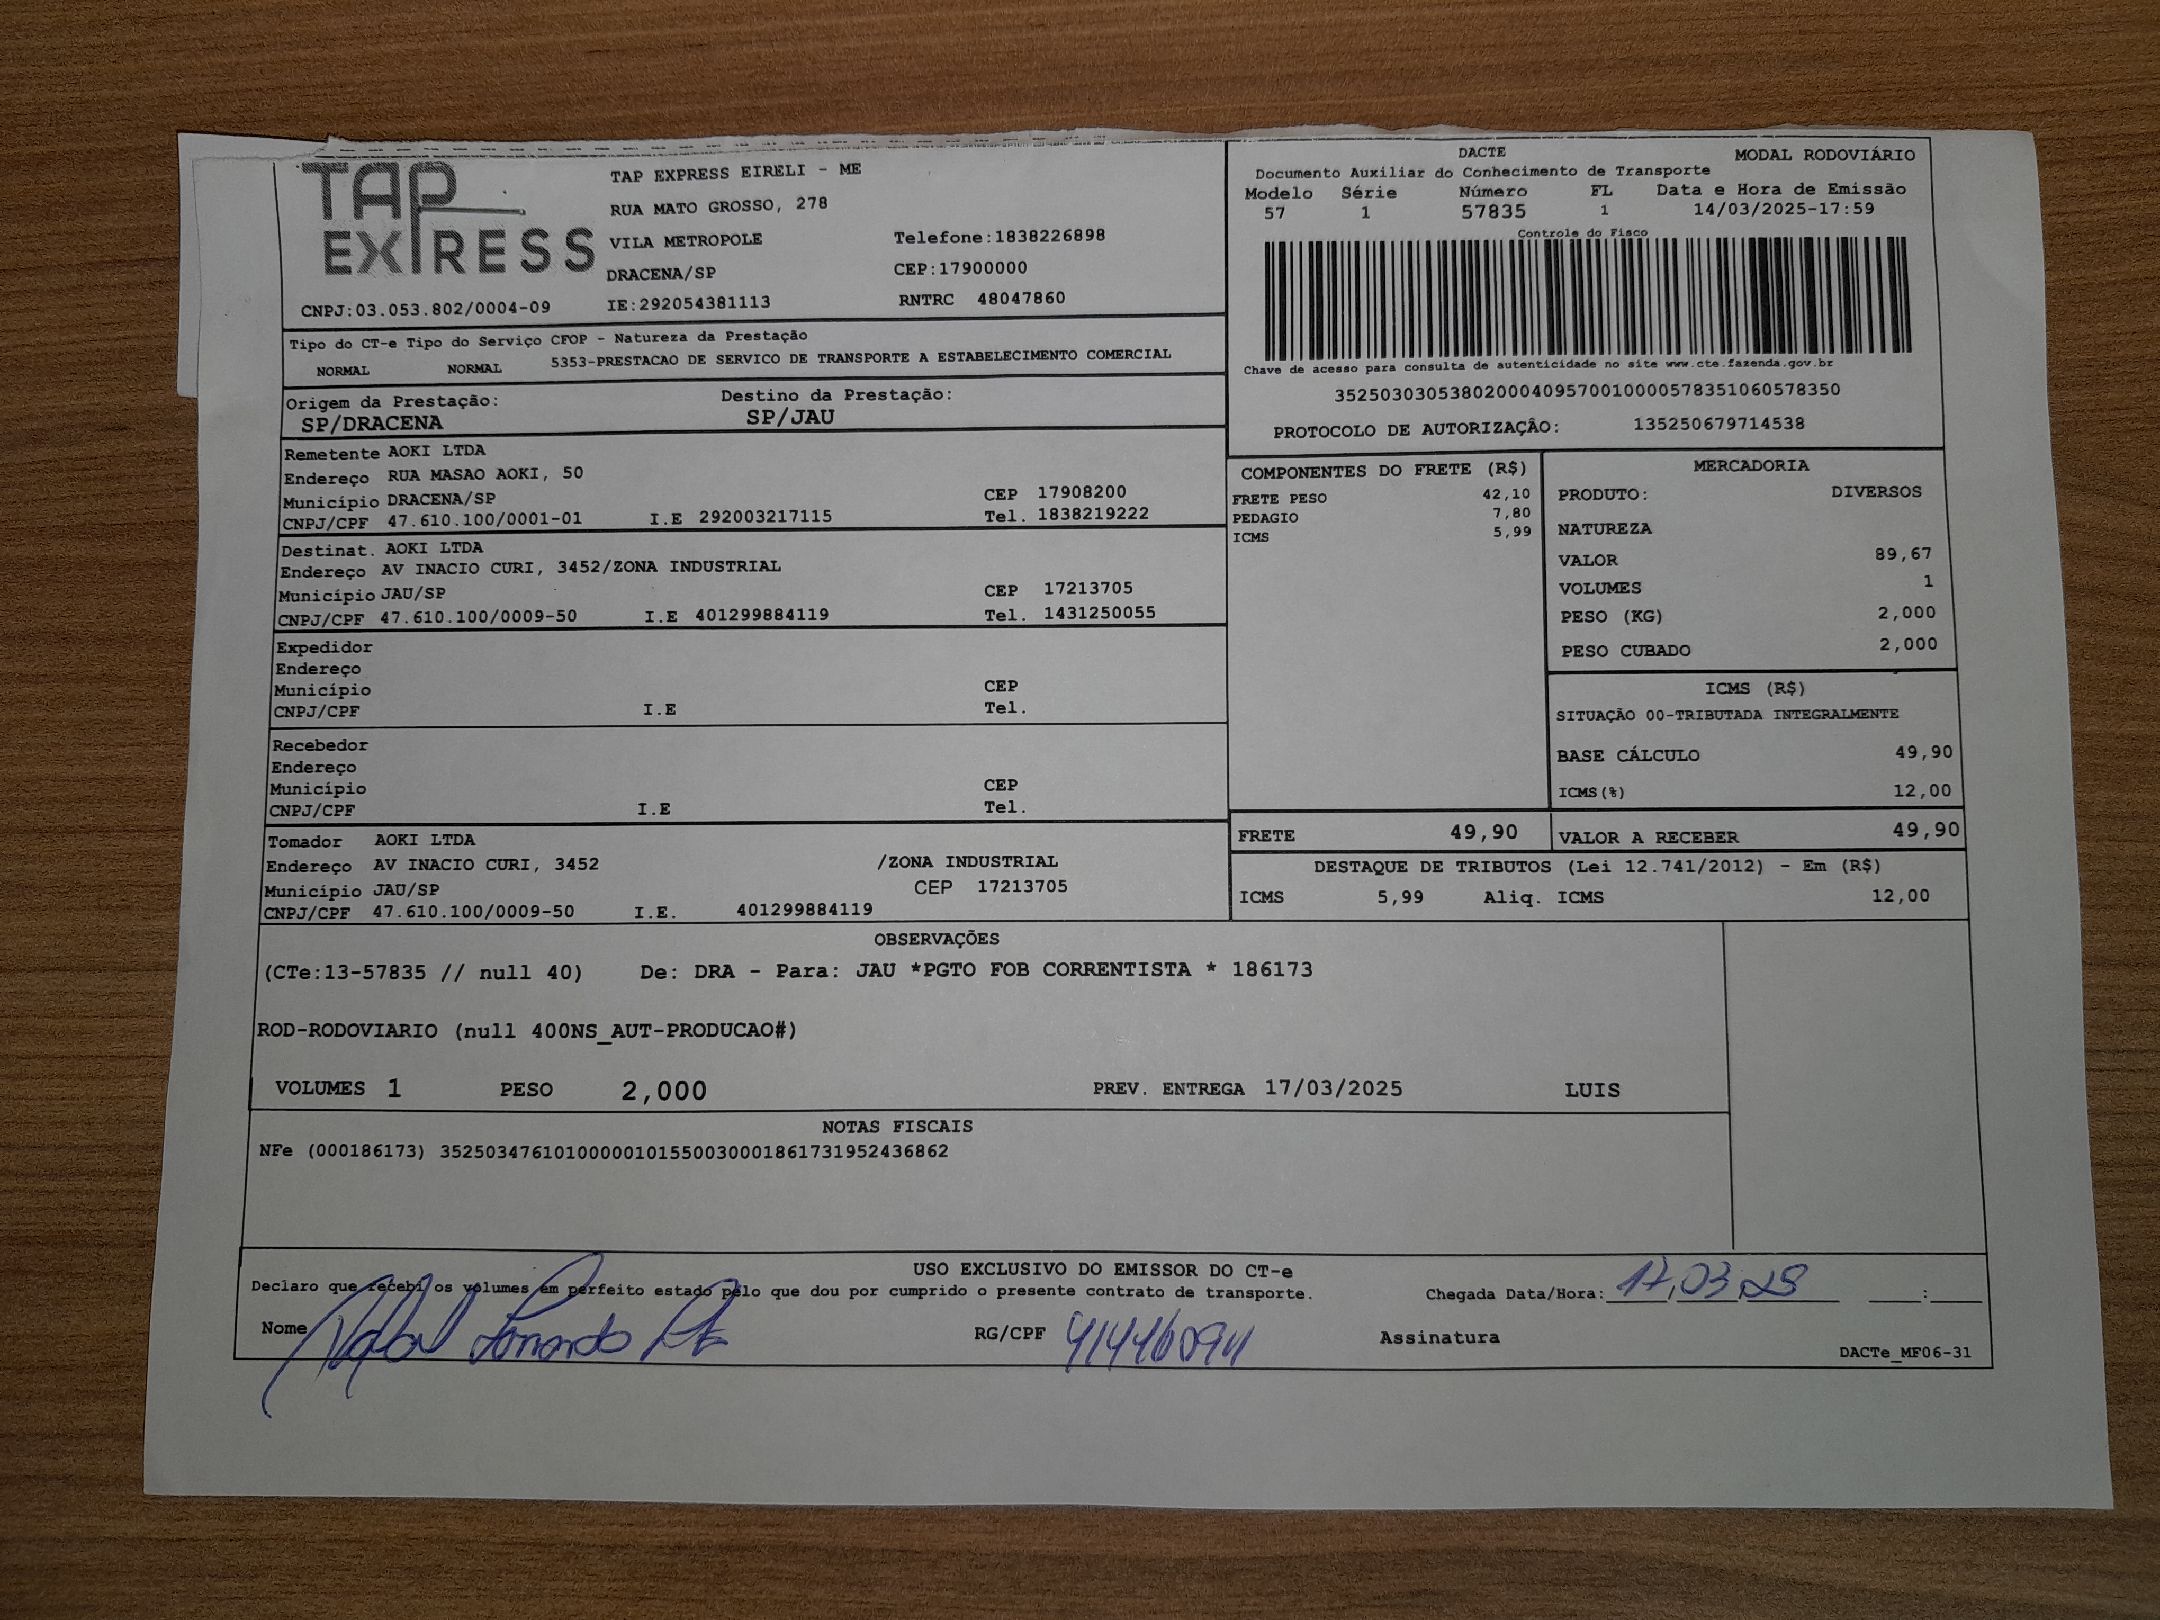 TAP EXPRESS
TAP EXPRESS EIRELI - ME
RUA MATO GROSSO, 278
VILA METROPOLE Telefone:1838226898
DRACENA/SP CEP:17900000
CNPJ:03.053.802/0004-09 IE:292054381113 RNTRC 48047860
Tipo do CT-e Tipo do Serviço CFOP - Natureza da Prestação
NORMAL NORMAL 5353-PRESTACAO DE SERVICO DE TRANSPORTE A ESTABELECIMENTO COMERCIAL
Origem da Prestação: Destino da Prestação:
SP/DRACENA SP/JAU
DACTE MODAL RODOVIÁRIO
Documento Auxiliar do Conhecimento de Transporte
Modelo Série Número FL Data e Hora de Emissão
57 1 57835 1 14/03/2025-17:59
Controle do Fisco
Chave de acesso para consulta de autenticidade no site www.cte.fazenda.gov.br
35250303053802000409570010000578351060578350
PROTOCOLO DE AUTORIZAÇÃO: 135250679714538
Remetente AOKI LTDA
Endereço RUA MASAO AOKI, 50
Município DRACENA/SP CEP 17908200
CNPJ/CPF 47.610.100/0001-01 I.E 292003217115 Tel. 1838219222
Destinat. AOKI LTDA
Endereço AV INACIO CURI, 3452/ZONA INDUSTRIAL
Município JAU/SP CEP 17213705
CNPJ/CPF 47.610.100/0009-50 I.E 401299884119 Tel. 1431250055
Expedidor
Endereço
Município CEP
CNPJ/CPF I.E Tel.
Recebedor
Endereço
Município CEP
CNPJ/CPF I.E Tel.
Tomador AOKI LTDA
Endereço AV INACIO CURI, 3452 /ZONA INDUSTRIAL
Município JAU/SP CEP 17213705
CNPJ/CPF 47.610.100/0009-50 I.E. 401299884119
COMPONENTES DO FRETE (R$)
FRETE PESO 42,10
PEDAGIO 7,80
ICMS 5,99
MERCADORIA
PRODUTO: DIVERSOS
NATUREZA
VALOR 89,67
VOLUMES 1
PESO (KG) 2,000
PESO CUBADO 2,000
ICMS (R$)
SITUAÇÃO 00-TRIBUTADA INTEGRALMENTE
BASE CÁLCULO 49,90
ICMS(%) 12,00
FRETE 49,90 VALOR A RECEBER 49,90
DESTAQUE DE TRIBUTOS (Lei 12.741/2012) - Em (R$)
ICMS 5,99 Aliq. ICMS 12,00
OBSERVAÇÕES
(CTe:13-57835 // null 40) De: DRA - Para: JAU *PGTO FOB CORRENTISTA * 186173
ROD-RODOVIARIO (null 400NS_AUT-PRODUCAO#)
VOLUMES 1 PESO 2,000 PREV. ENTREGA 17/03/2025 LUIS
NOTAS FISCAIS
NFe (000186173) 35250347610100000101550030001861731952436862
USO EXCLUSIVO DO EMISSOR DO CT-e
Declaro que recebi os volumes em perfeito estado pelo que dou por cumprido o presente contrato de transporte. Chegada Data/Hora: 17,03,25 :
Nome RG/CPF 414460941 Assinatura
DACTe_MF06-31